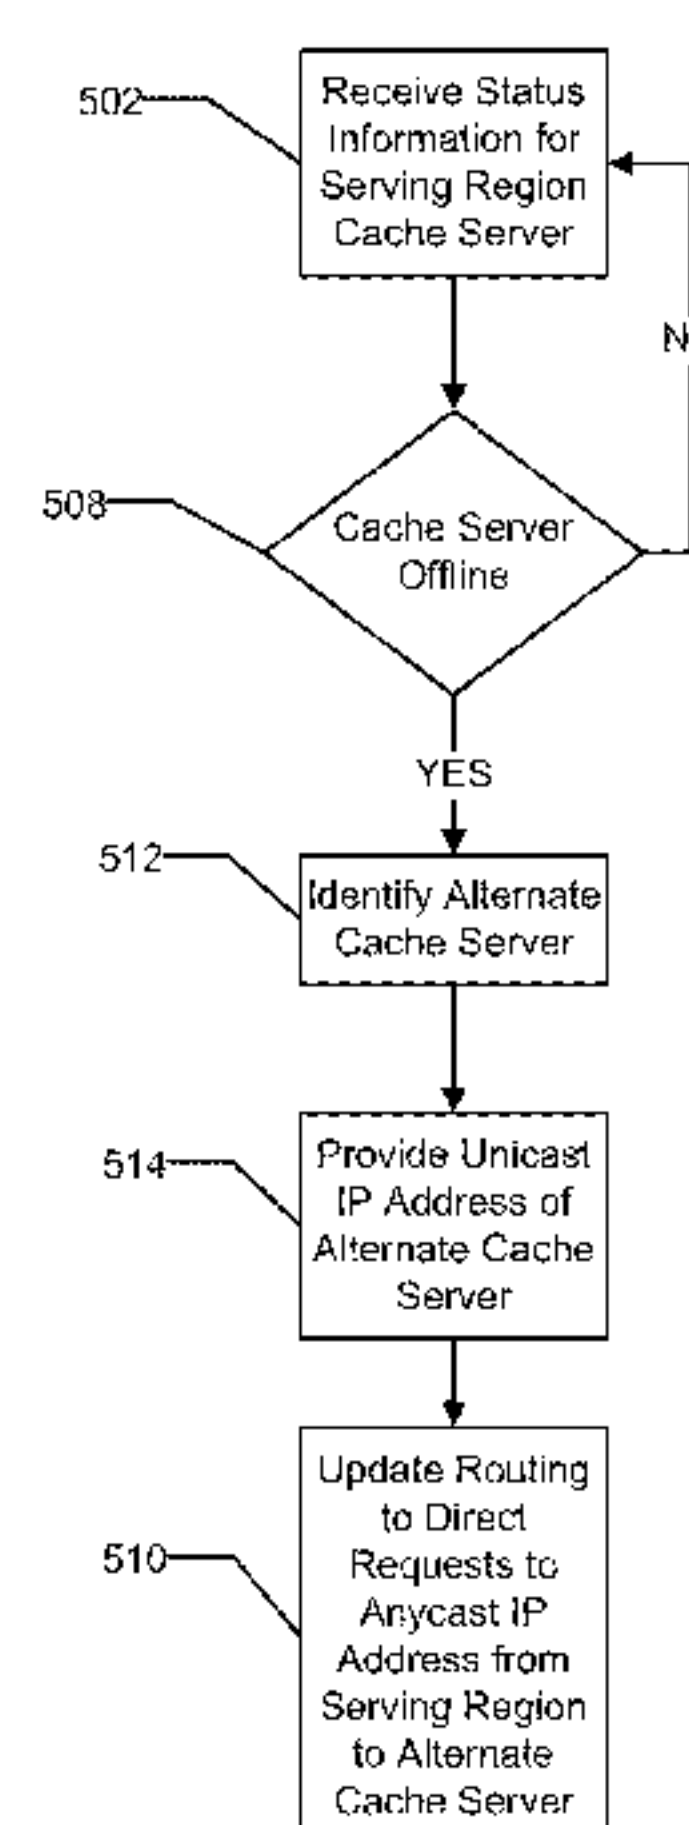 502
Receive Status
Information for
Serving Region
Cache Server
N
508
Cache Server
Offline
YES
512
Identify Alternate
Cache Server
514
Provide Unicast
IP Address of
Alternate Cache
Server
510
Update Routing
to Direct
Requests to
Anycast IP
Address from
Serving Region
to Alternate
Cache Server